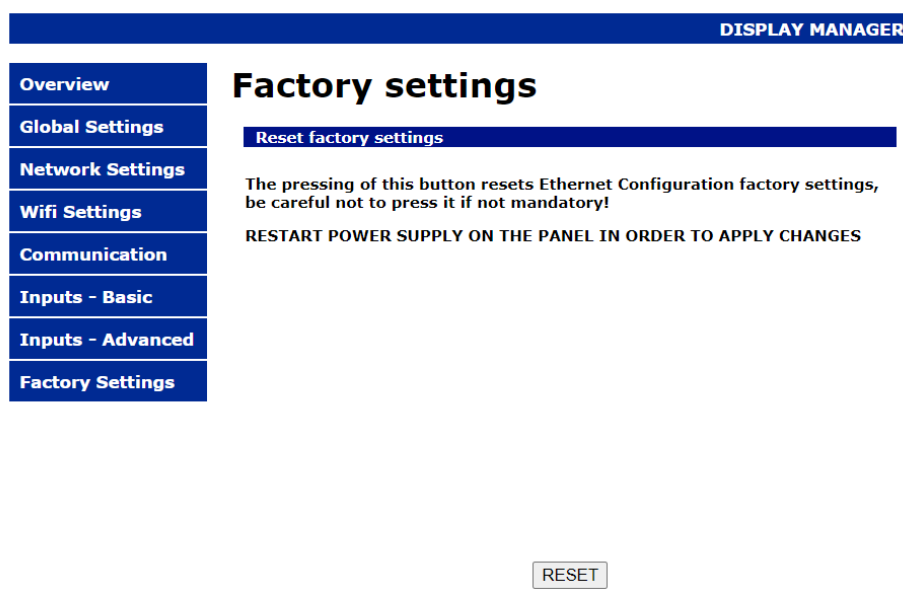 DISPLAY MANAGER
Overview
Global Settings
Network Settings
Wifi Settings
Communication
Inputs - Basic
Inputs - Advanced
Factory Settings
Factory settings
Reset factory settings
The pressing of this button resets Ethernet Configuration factory settings,
be careful not to press it if not mandatory!
RESTART POWER SUPPLY ON THE PANEL IN ORDER TO APPLY CHANGES
RESET